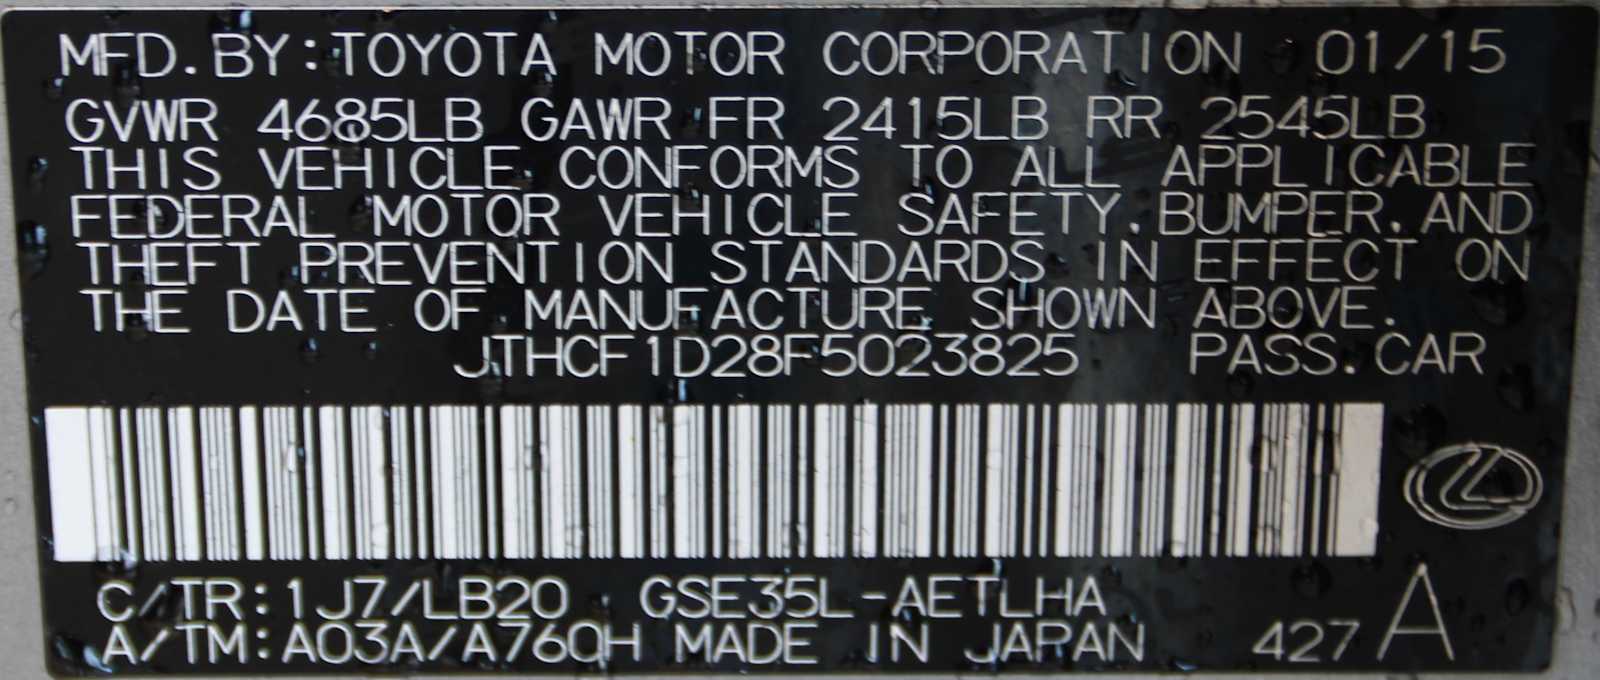 MFD. BY: TOYOTA MOTOR CORPORATION 01/15
GVWR 4685LB GAWR FR 2415LB RR 2545LB
THIS VEHICLE CONFORMS TO ALL APPLICABLE
FEDERAL MOTOR VEHICLE SAFETY, BUMPER, AND
THEFT PREVENTION STANDARDS IN EFFECT ON
THE DATE OF MANUFACTURE SHOWN ABOVE.
JTHCF1D28F5023825 PASS. CAR
C/TR: 1J7/LB20 GSE35L-AETLHA
A/TM: A03A/A760H MADE IN JAPAN 427 A